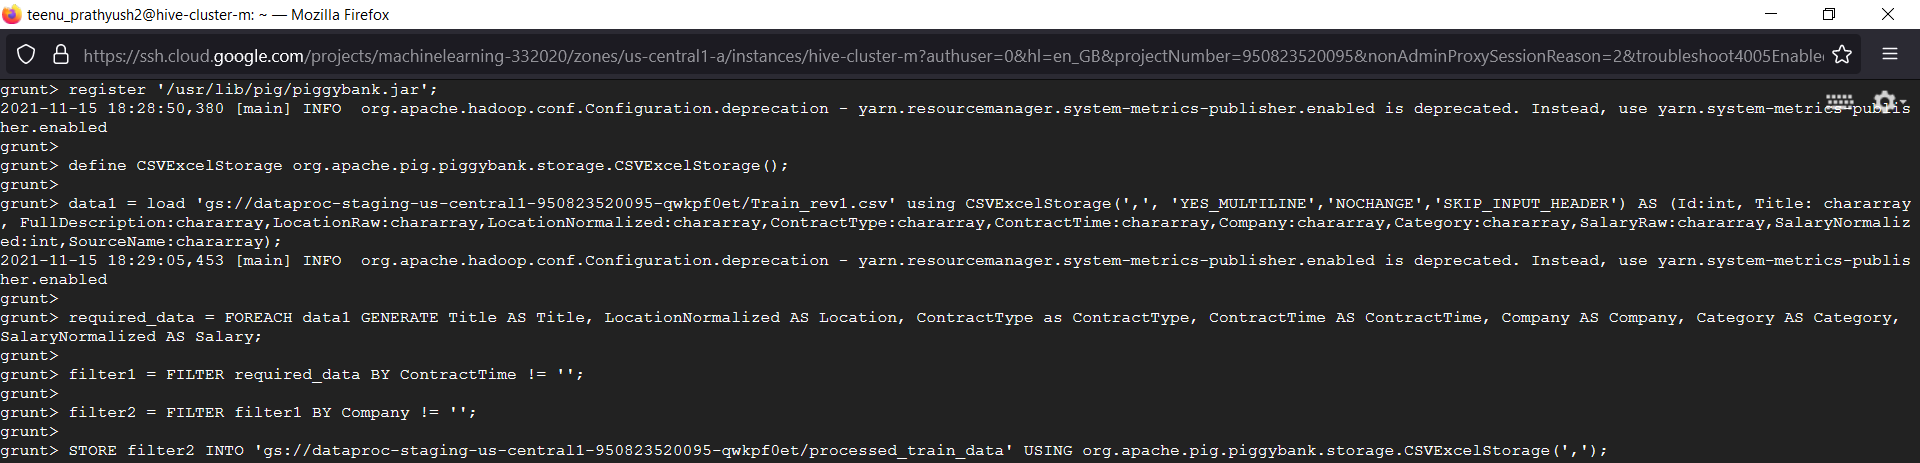 teenu_prathyush2@hive-cluster-m: ~ — Mozilla Firefox
https://ssh.cloud.google.com/projects/machinelearning-332020/zones/us-central1-a/instances/hive-cluster-m?authuser=0&hl=en_GB&projectNumber=950823520095&nonAdminProxySessionReason=2&troubleshoot4005Enabled
grunt> register '/usr/lib/pig/piggybank.jar';
2021-11-15 18:28:50,380 [main] INFO  org.apache.hadoop.conf.Configuration.deprecation - yarn.resourcemanager.system-metrics-publisher.enabled is deprecated. Instead, use yarn.system-metrics-publis
her.enabled
grunt>
grunt> define CSVExcelStorage org.apache.pig.piggybank.storage.CSVExcelStorage();
grunt>
grunt> data1 = load 'gs://dataproc-staging-us-central1-950823520095-qwkpf0et/Train_rev1.csv' using CSVExcelStorage(',', 'YES_MULTILINE','NOCHANGE','SKIP_INPUT_HEADER') AS (Id:int, Title: chararray
, FullDescription:chararray,LocationRaw:chararray,LocationNormalized:chararray,ContractType:chararray,ContractTime:chararray,Company:chararray,Category:chararray,SalaryRaw:chararray,SalaryNormaliz
ed:int,SourceName:chararray);
2021-11-15 18:29:05,453 [main] INFO  org.apache.hadoop.conf.Configuration.deprecation - yarn.resourcemanager.system-metrics-publisher.enabled is deprecated. Instead, use yarn.system-metrics-publis
her.enabled
grunt>
grunt> required_data = FOREACH data1 GENERATE Title AS Title, LocationNormalized AS Location, ContractType as ContractType, ContractTime AS ContractTime, Company AS Company, Category AS Category,
SalaryNormalized AS Salary;
grunt>
grunt> filter1 = FILTER required_data BY ContractTime != '';
grunt>
grunt> filter2 = FILTER filter1 BY Company != '';
grunt>
grunt> STORE filter2 INTO 'gs://dataproc-staging-us-central1-950823520095-qwkpf0et/processed_train_data' USING org.apache.pig.piggybank.storage.CSVExcelStorage(',');